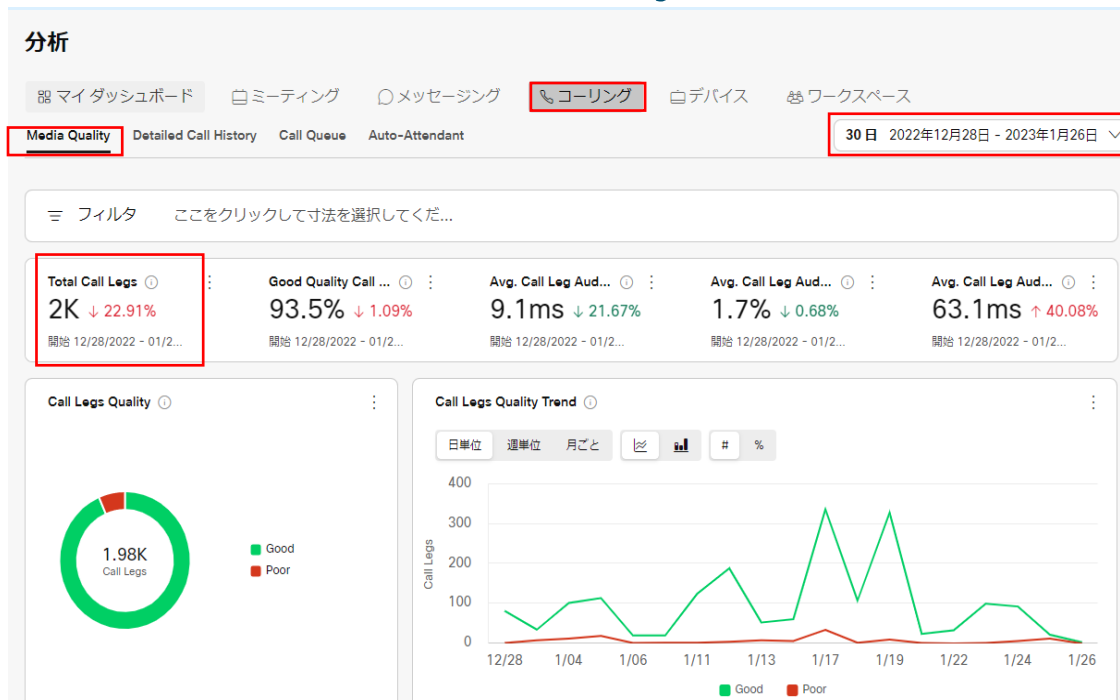 分析
マイ ダッシュボード ミーティング メッセージング コーリング デバイス ワークスペース
Media Quality Detailed Call History Call Queue Auto-Attendant
30 日 2022年12月28日 - 2023年1月26日
フィルタ ここをクリックして寸法を選択してくだ...
Total Call Legs Good Quality Call ... Avg. Call Leg Aud... Avg. Call Leg Aud... Avg. Call Leg Aud...
2K ↓ 22.91% 93.5% ↓ 1.09% 9.1ms ↓ 21.67% 1.7% ↓ 0.68% 63.1ms ↑ 40.08%
開始 12/28/2022 - 01/2... 開始 12/28/2022 - 01/2... 開始 12/28/2022 - 01/2... 開始 12/28/2022 - 01/2... 開始 12/28/2022 - 01/2...
Call Legs Quality
1.98K
Call Legs
Good
Poor
Call Legs Quality Trend
日単位 週単位 月ごと # %
Call Legs
400
300
200
100
0
12/28 1/04 1/06 1/11 1/13 1/17 1/19 1/22 1/24 1/26
Good Poor